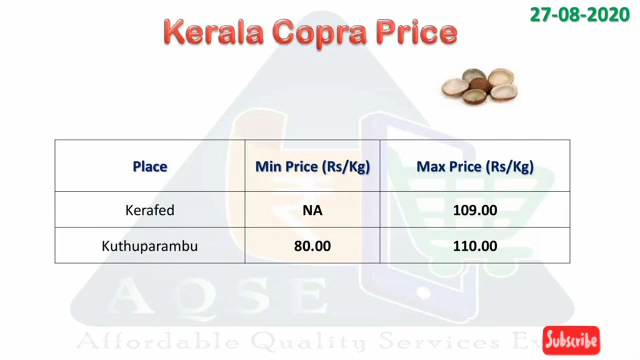 27-08-2020
Kerala Copra Price
Place Min Price (Rs/Kg) Max Price (Rs/Kg)
Kerafed NA 109.00
Kuthuparambu 80.00 110.00
AQSE
Affordable Quality Services
Subscribe